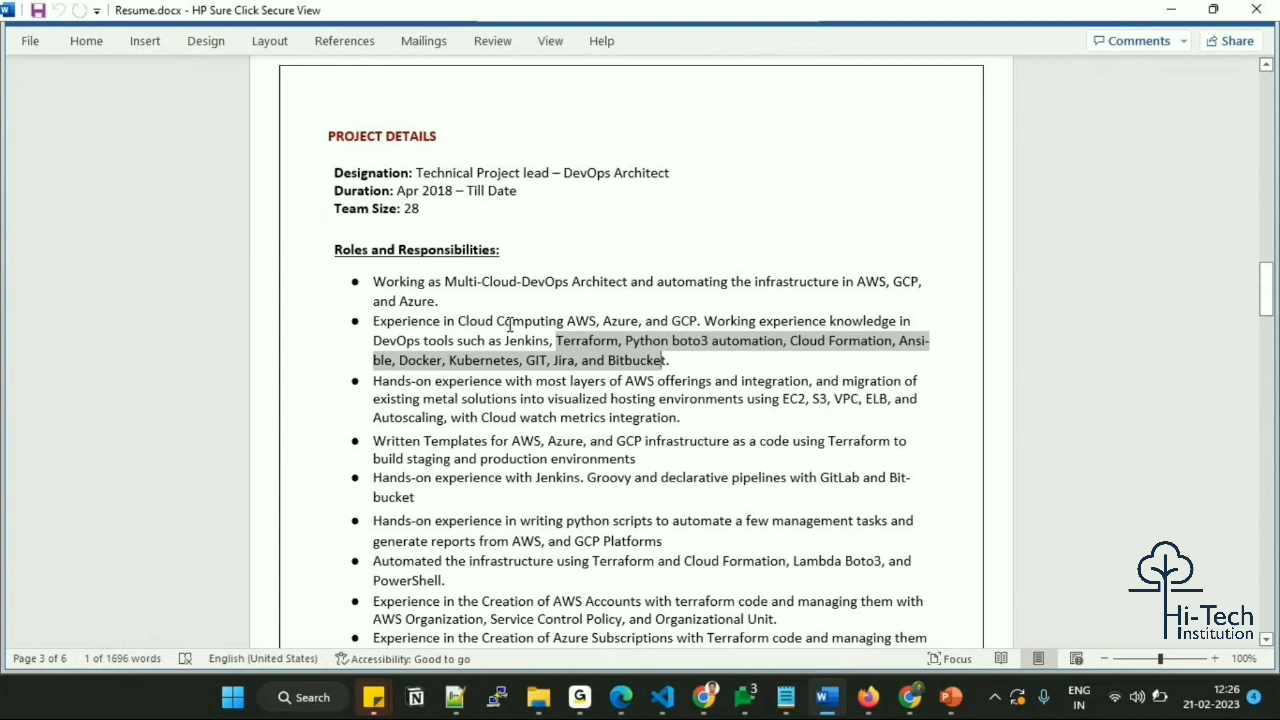 Resume.docx - HP Sure Click Secure View
File Home Insert Design Layout References Mailings Review View Help Comments Share
PROJECT DETAILS
Designation: Technical Project lead – DevOps Architect
Duration: Apr 2018 – Till Date
Team Size: 28
Roles and Responsibilities:
● Working as Multi-Cloud-DevOps Architect and automating the infrastructure in AWS, GCP,
and Azure.
● Experience in Cloud Computing AWS, Azure, and GCP. Working experience knowledge in
DevOps tools such as Jenkins, Terraform, Python boto3 automation, Cloud Formation, Ansi-
ble, Docker, Kubernetes, GIT, Jira, and Bitbucket.
● Hands-on experience with most layers of AWS offerings and integration, and migration of
existing metal solutions into visualized hosting environments using EC2, S3, VPC, ELB, and
Autoscaling, with Cloud watch metrics integration.
● Written Templates for AWS, Azure, and GCP infrastructure as a code using Terraform to
build staging and production environments
● Hands-on experience with Jenkins. Groovy and declarative pipelines with GitLab and Bit-
bucket
● Hands-on experience in writing python scripts to automate a few management tasks and
generate reports from AWS, and GCP Platforms
● Automated the infrastructure using Terraform and Cloud Formation, Lambda Boto3, and
PowerShell.
● Experience in the Creation of AWS Accounts with terraform code and managing them with
AWS Organization, Service Control Policy, and Organizational Unit.
● Experience in the Creation of Azure Subscriptions with Terraform code and managing them
Hi-Tech
Institution
Page 3 of 6 1 of 1696 words English (United States) Accessibility: Good to go Focus 100%
Search 3 ENG 12:26
IN 21-02-2023 4